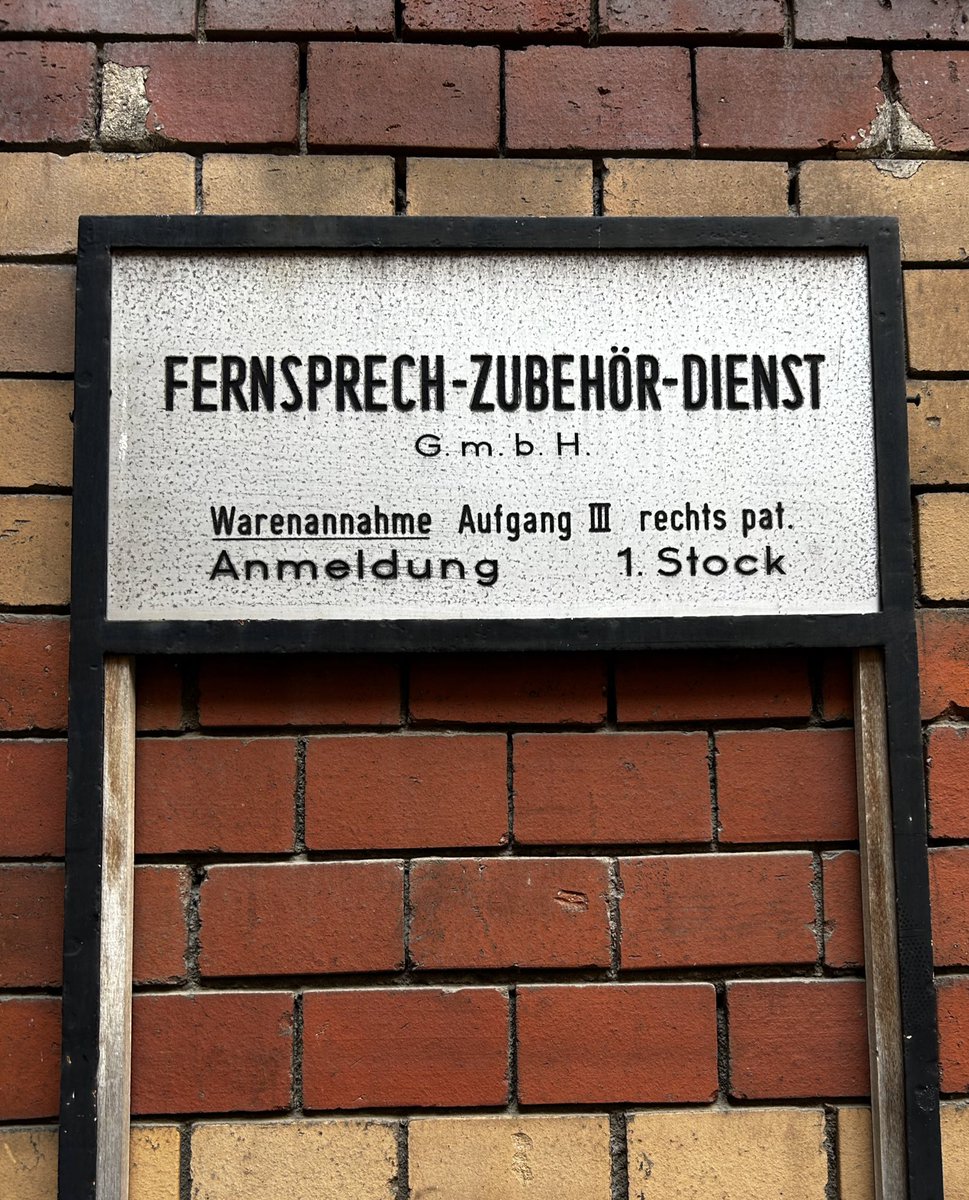 FERNSPRECH-ZUBEHÖR-DIENST
G.m.b.H.
Warenannahme Aufgang III rechts pat.
Anmeldung 1. Stock